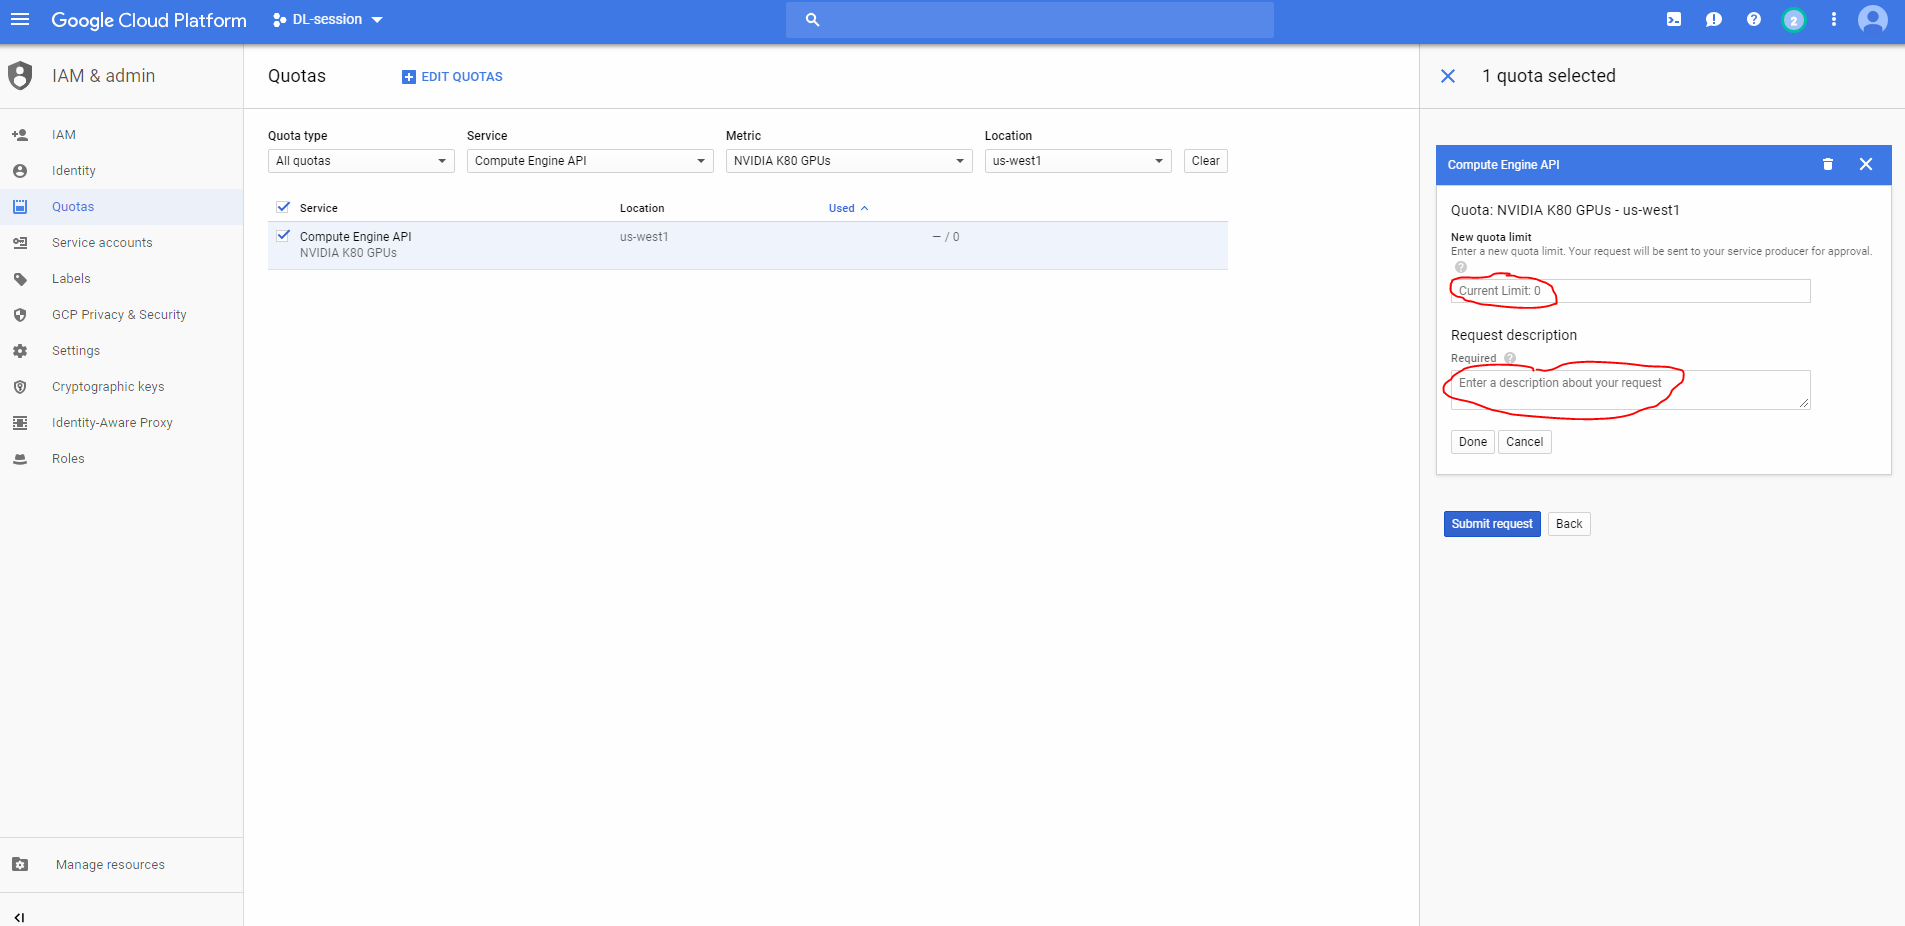 Google Cloud Platform
DL-session
2
IAM & admin
IAM
Identity
Quotas
Service accounts
Labels
GCP Privacy & Security
Settings
Cryptographic keys
Identity-Aware Proxy
Roles
Manage resources
Quotas
EDIT QUOTAS
Quota type Service Metric Location
All quotas Compute Engine API NVIDIA K80 GPUs us-west1 Clear
Service Location Used
Compute Engine API us-west1 – / 0
NVIDIA K80 GPUs
1 quota selected
Compute Engine API
Quota: NVIDIA K80 GPUs - us-west1
New quota limit
Enter a new quota limit. Your request will be sent to your service producer for approval.
?
Current Limit: 0
Request description
Required ?
Enter a description about your request
Done Cancel
Submit request Back